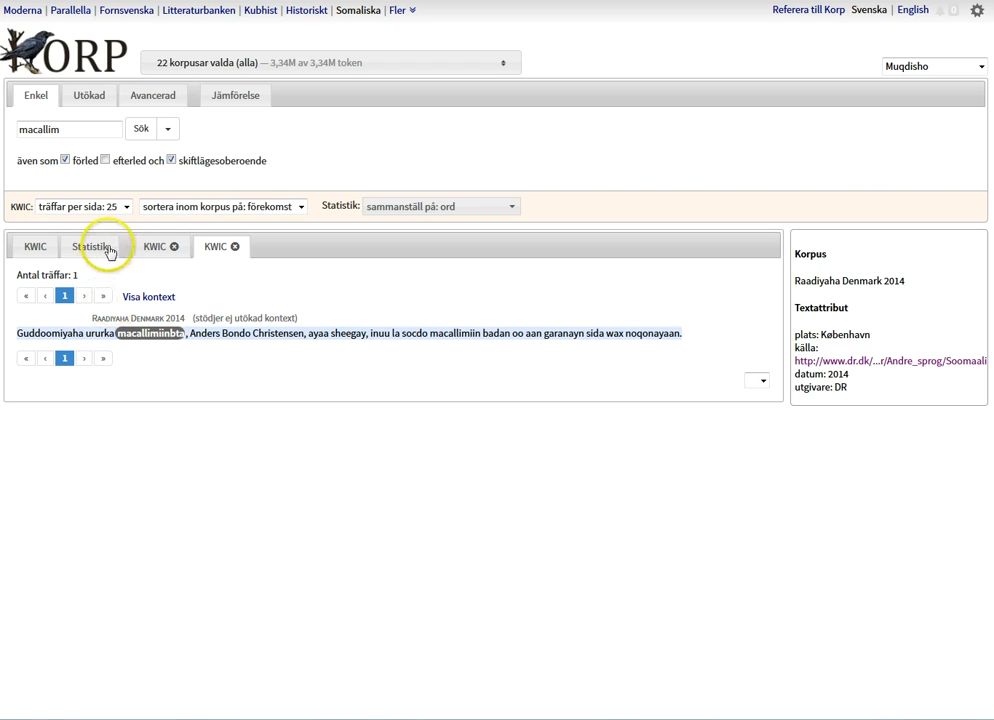 Moderna | Parallella | Fornsvenska | Litteraturbanken | Kubhist | Historiskt | Somaliska | Fler
Referera till Korp Svenska | English 0
KORP
22 korpusar valda (alla) — 3,34M av 3,34M token
Muqdisho
Enkel Utökad Avancerad Jämförelse
macallim Sök
även som förled efterled och skiftlägesoberoende
KWIC: träffar per sida: 25 sortera inom korpus på: förekomst Statistik: sammanställ på: ord
KWIC Statistik KWIC KWIC
Antal träffar: 1
« ‹ 1 › » Visa kontext
RAADIYAHA DENMARK 2014 (stödjer ej utökad kontext)
Guddoomiyaha ururka macallimiinbta, Anders Bondo Christensen, ayaa sheegay, inuu la socdo macallimiin badan oo aan garanayn sida wax noqonayaan.
« ‹ 1 › »
Korpus
Raadiyaha Denmark 2014
Textattribut
plats: København
källa:
http://www.dr.dk/...r/Andre_sprog/Soomaali
datum: 2014
utgivare: DR